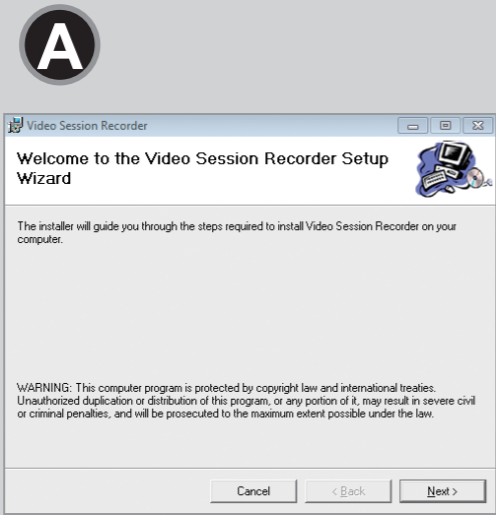 A
Video Session Recorder
Welcome to the Video Session Recorder Setup
Wizard
The installer will guide you through the steps required to install Video Session Recorder on your
computer.
WARNING: This computer program is protected by copyright law and international treaties.
Unauthorized duplication or distribution of this program, or any portion of it, may result in severe civil
or criminal penalties, and will be prosecuted to the maximum extent possible under the law.
Cancel
< Back
Next >